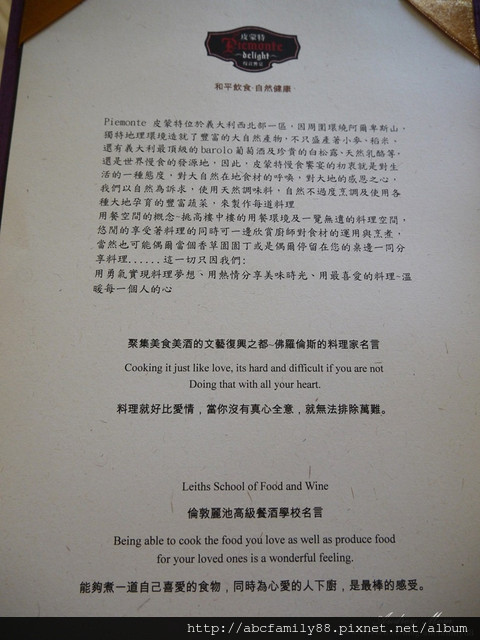 皮蒙特
Piemonte
delight
慢食饗宴
和平飲食‧自然健康
Piemonte 皮蒙特位於義大利西北部一區，因周圍環繞阿爾卑斯山，
獨特地理環境造就了豐富的大自然產物，不只盛產著小麥、稻米，
還有義大利最頂級的barolo葡萄酒及珍貴的白松露、天然乳酪等，
還是世界慢食的發源地，因此，皮蒙特慢食饗宴的初衷就是對生
活的一種態度，對大自然在地食材的呼喚，對大地的感恩之心，
我們以自然為訴求，使用天然調味料，自然不過度烹調及使用各
種大地孕育的豐富蔬菜，來製作每道料理
用餐空間的概念~挑高樓中樓的用餐環境及一覽無遺的料理空間，
悠閒的享受著料理的同時可一邊欣賞廚師對食材的運用與烹煮，
當然也可能偶爾當個香草園園丁或是偶爾停留在您的桌邊一同分
享料理......這一切只因我們:
用勇氣實現料理夢想、用熱情分享美味時光、用最喜愛的料理~溫
暖每一個人的心
聚集美食美酒的文藝復興之都~佛羅倫斯的料理家名言
Cooking it just like love, its hard and difficult if you are not
Doing that with all your heart.
料理就好比愛情，當你沒有真心全意，就無法排除萬難。
Leiths School of Food and Wine
倫敦麗池高級餐酒學校名言
Being able to cook the food you love as well as produce food
for your loved ones is a wonderful feeling.
能夠煮一道自己喜愛的食物，同時為心愛的人下廚，是最棒的感受。
http://abcfamily88.pixnet.net/album